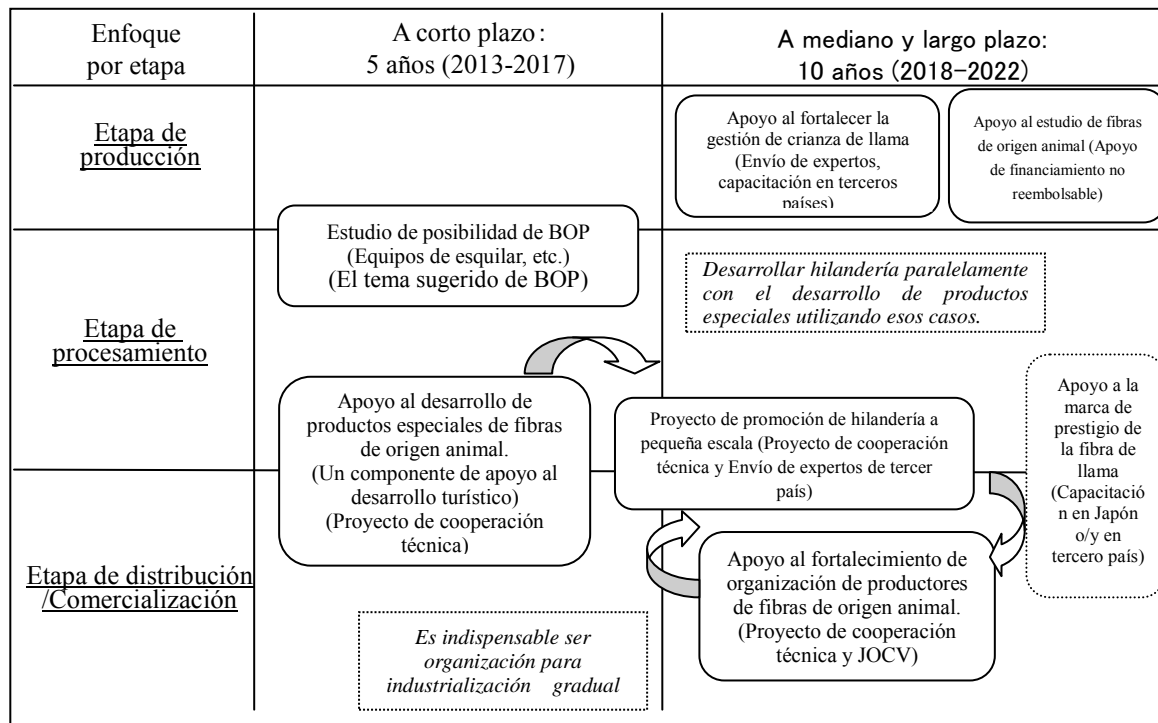 Enfoque
por etapa
A corto plazo:
5 años (2013-2017)
A mediano y largo plazo:
10 años (2018-2022)
Etapa de
producción
Apoyo al fortalecer la
gestión de crianza de llama
(Envío de expertos,
capacitación en terceros
países)
Apoyo al estudio de fibras
de origen animal (Apoyo
de financiamiento no
reembolsable)
Estudio de posibilidad de BOP
(Equipos de esquilar, etc.)
(El tema sugerido de BOP)
Desarrollar hilandería paralelamente
con el desarrollo de productos
especiales utilizando esos casos.
Etapa de
procesamiento
Apoyo al desarrollo de
productos especiales de fibras
de origen animal.
(Un componente de apoyo al
desarrollo turístico)
(Proyecto de cooperación
técnica)
Proyecto de promoción de hilandería a
pequeña escala (Proyecto de cooperación
técnica y Envío de expertos de tercer
país)
Apoyo a la
marca de
prestigio de
la fibra de
llama
(Capacitació
n en Japón
o/y en
tercero país)
Etapa de distribución
/Comercialización
Apoyo al fortalecimiento de
organización de productores
de fibras de origen animal.
(Proyecto de cooperación
técnica y JOCV)
Es indispensable ser
organización para
industrialización gradual